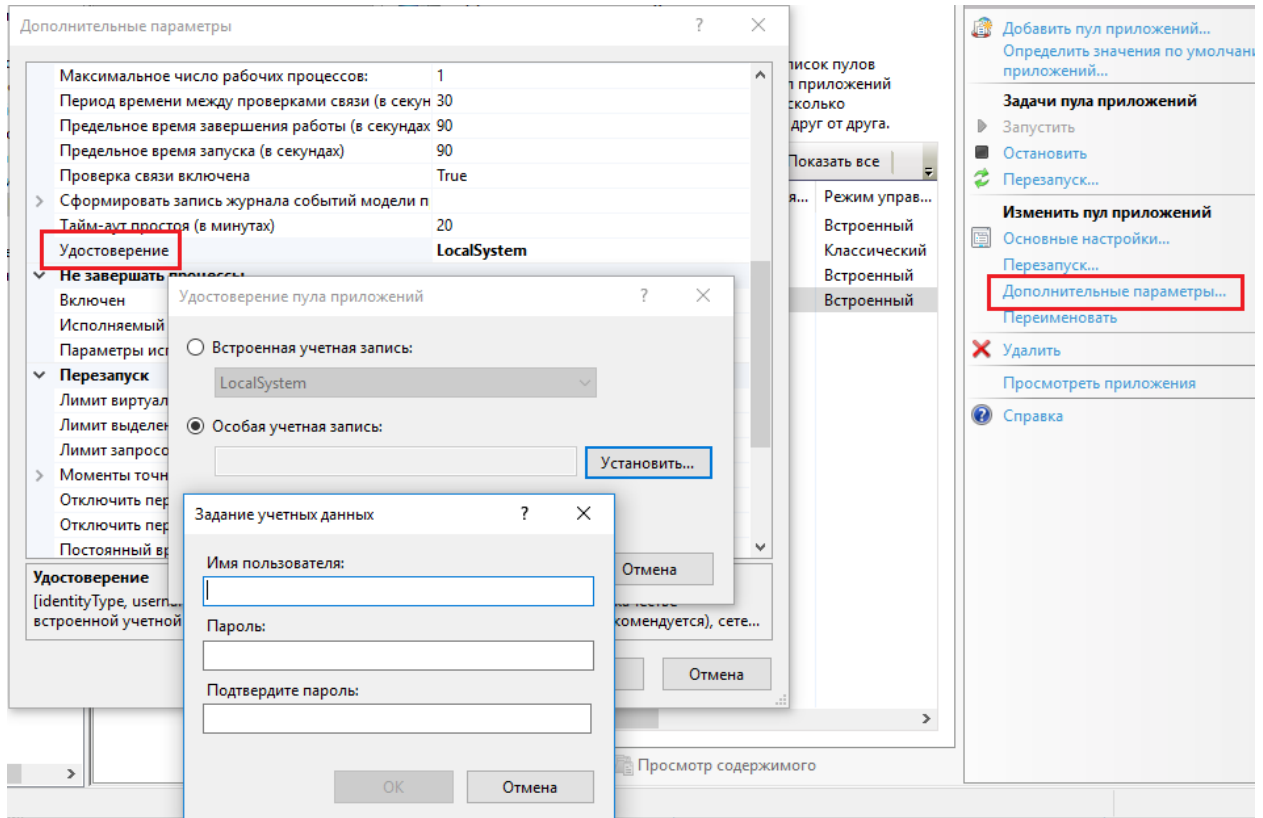 Дополнительные параметры
Максимальное число рабочих процессов: 1
Период времени между проверками связи (в секун 30
Предельное время завершения работы (в секундах 90
Предельное время запуска (в секундах) 90
Проверка связи включена True
Сформировать запись журнала событий модели п
Тайм-аут простоя (в минутах) 20
Удостоверение LocalSystem
Не завершать процессы
Включен
Исполняемый
Параметры исп
Перезапуск
Лимит виртуал
Лимит выделен
Лимит запросо
Моменты точн
Отключить пер
Отключить пер
Постоянный вр
Удостоверение
[identityType, userna
встроенной учетной
комендуется), сете...
Отмена
Удостоверение пула приложений
Встроенная учетная запись:
LocalSystem
Особая учетная запись:
Установить...
Отмена
Задание учетных данных
Имя пользователя:
Пароль:
Подтвердите пароль:
OK
Отмена
писок пулов
л приложений
сколько
друг от друга.
Показать все
я... Режим управ...
Встроенный
Классический
Встроенный
Встроенный
Просмотр содержимого
Добавить пул приложений...
Определить значения по умолчани
приложений...
Задачи пула приложений
Запустить
Остановить
Перезапуск...
Изменить пул приложений
Основные настройки...
Перезапуск...
Дополнительные параметры...
Переименовать
Удалить
Просмотреть приложения
Справка